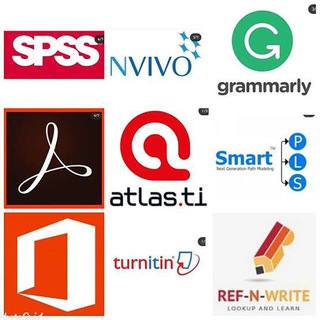 SPSS
NVIVO
grammarly
atlas.ti
Smart
Next Generation Path Modeling
P
L
S
turnitin
REF-N-WRITE
LOOKUP AND LEARN